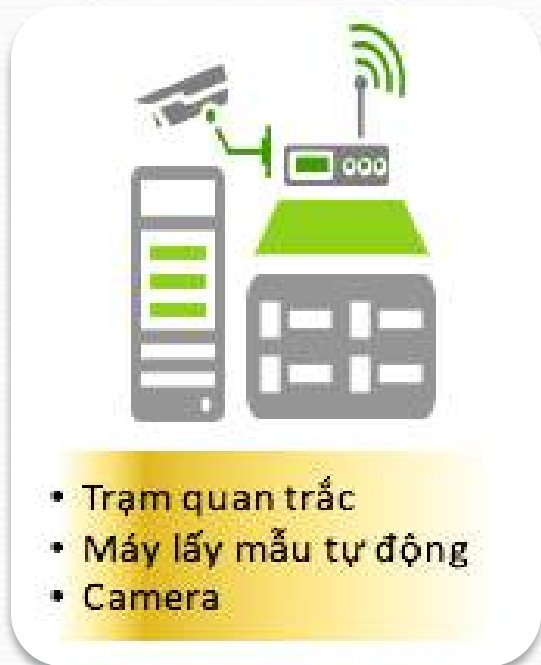 • Trạm quan trắc
• Máy lấy mẫu tự động
• Camera